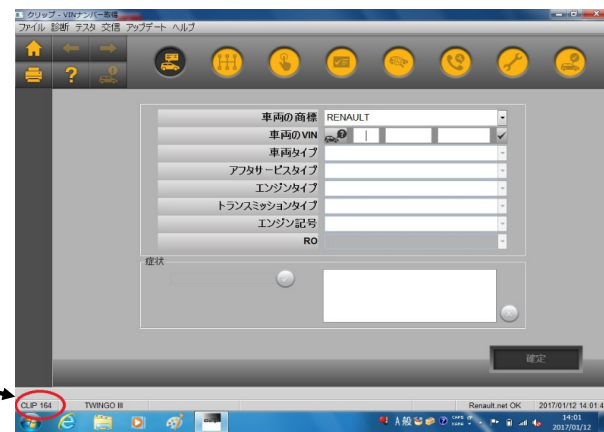 クリップ - VINナンバー取得
ファイル 診断 テスタ 交信 アップデート ヘルプ
車両の商標 RENAULT
車両のVIN
車両タイプ
アフタサービスタイプ
エンジンタイプ
トランスミッションタイプ
エンジン記号
RO
症状
確定
CLIP 164 TWINGO III Renault.net OK 2017/01/12 14:01:4
A 般 CAPS
14:01
2017/01/12